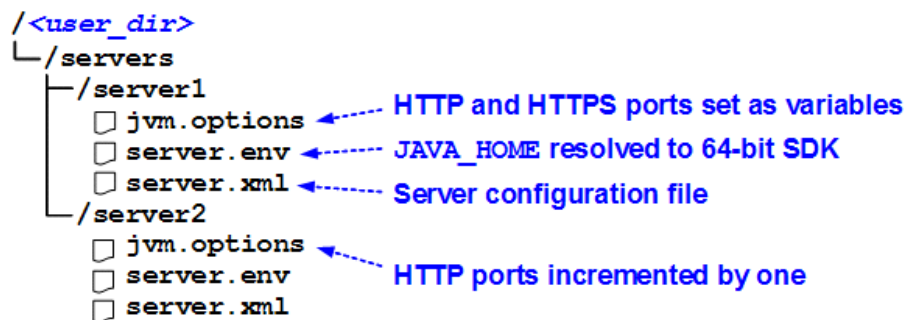 /<user_dir>
/servers
/server1
jvm.options HTTP and HTTPS ports set as variables
server.env JAVA_HOME resolved to 64-bit SDK
server.xml Server configuration file
/server2
jvm.options HTTP ports incremented by one
server.env
server.xml